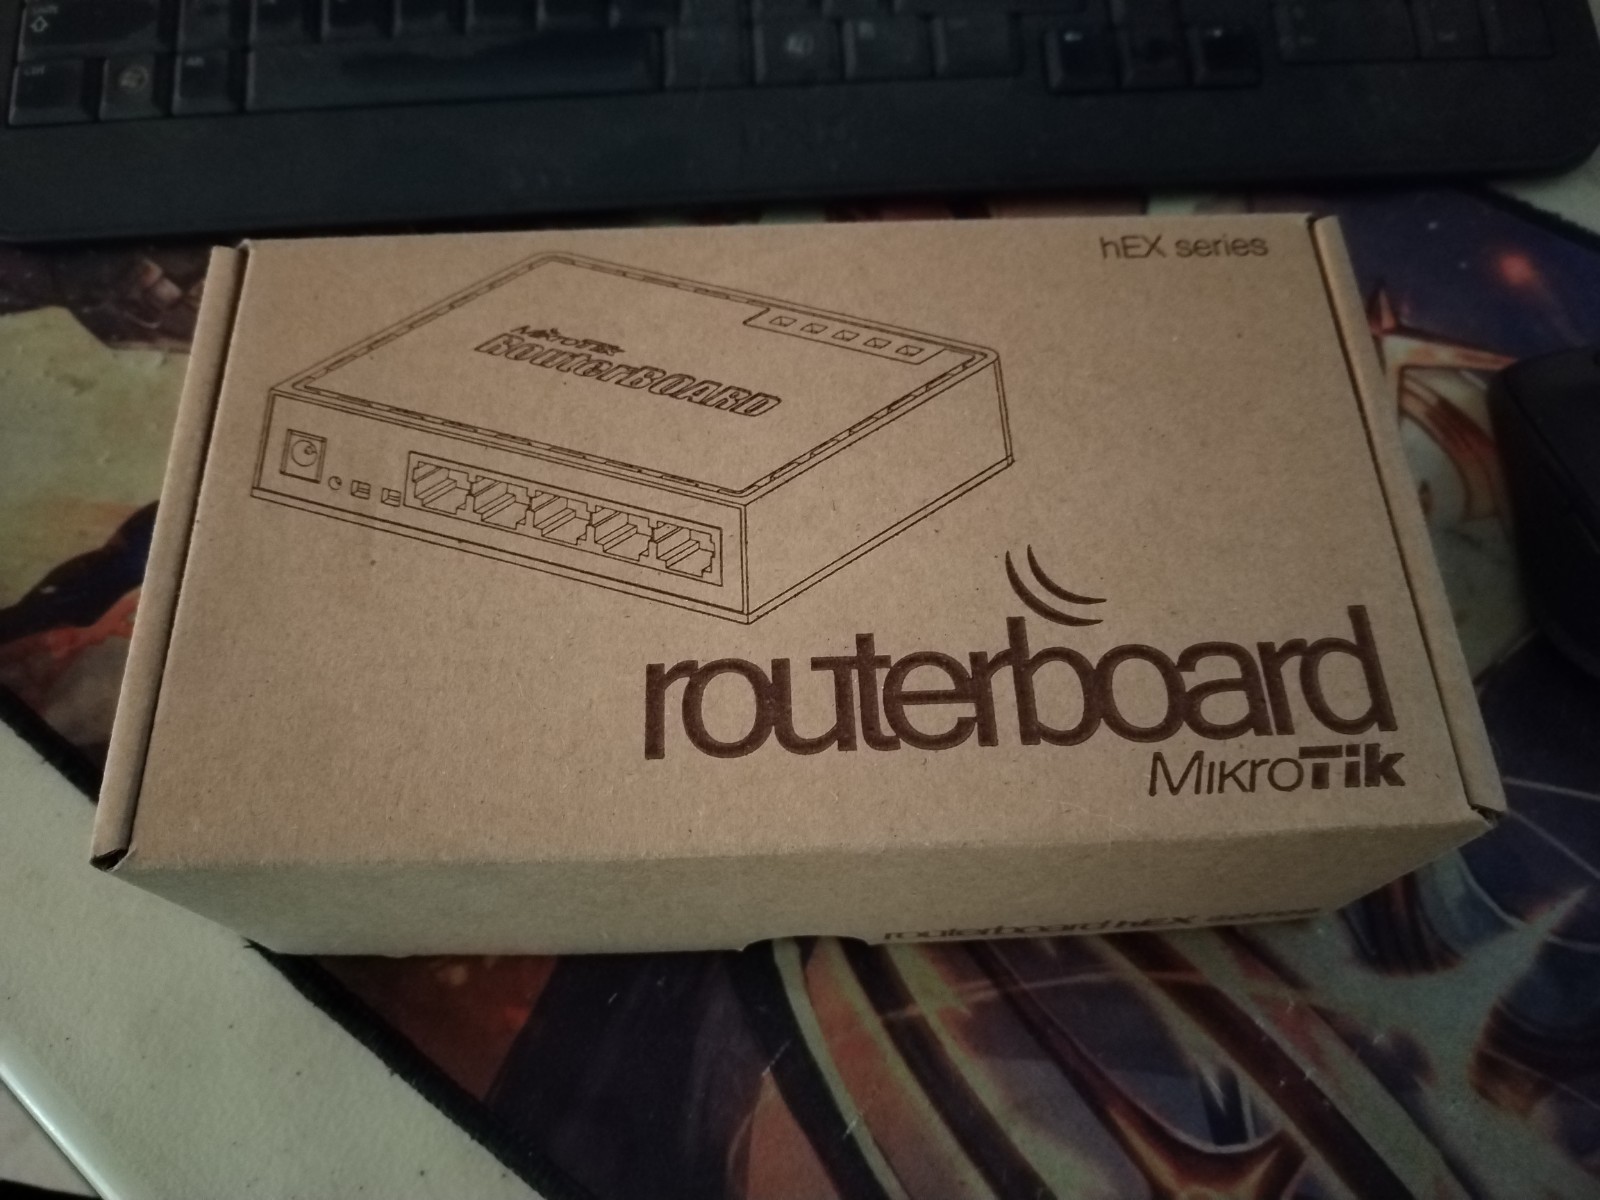 hEX series
MikroTik
RouterBOARD
routerboard
MikroTik
routerboard hEX series